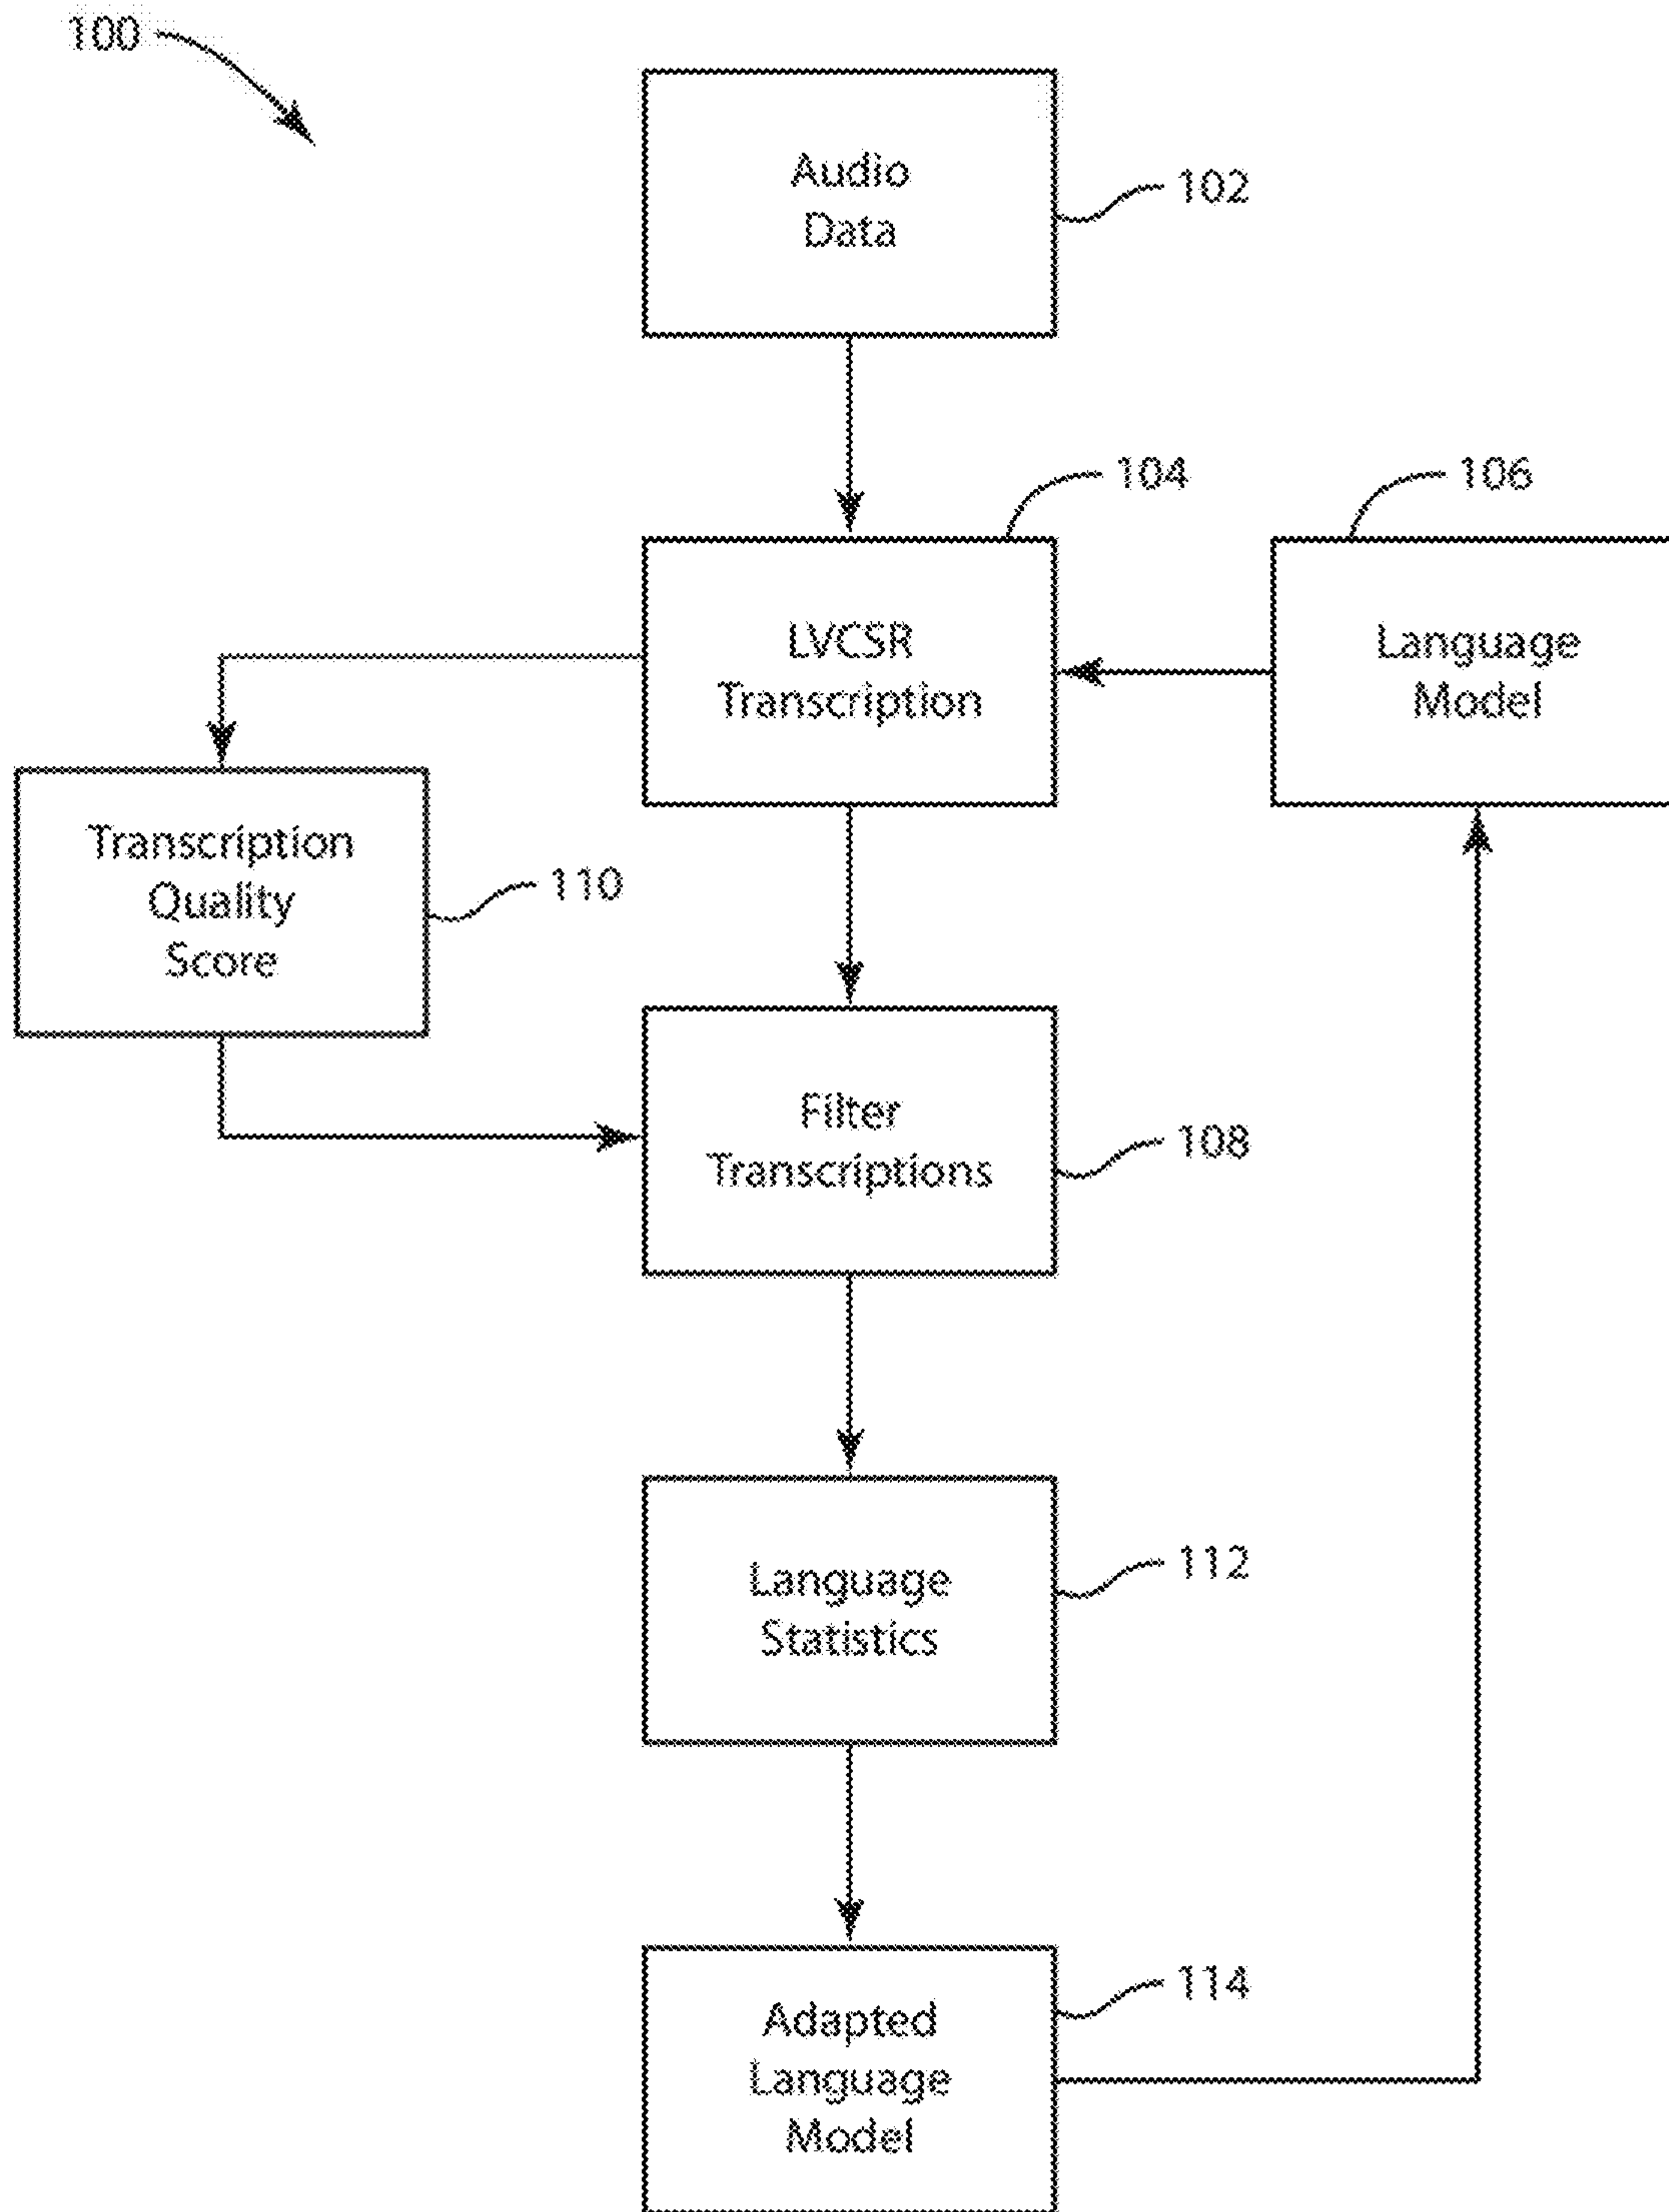 100
Audio
Data
102
104
106
LVCSR
Transcription
Language
Model
Transcription
Quality
Score
110
Filter
Transcriptions
108
Language
Statistics
112
Adapted
Language
Model
114